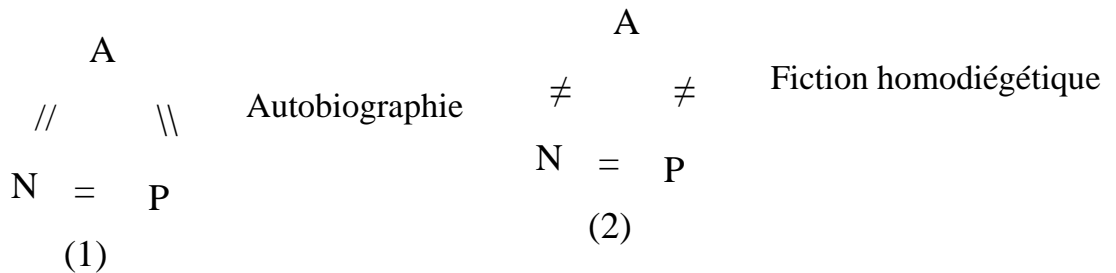 A
// \\ Autobiographie
N = P
(1)
A
≠ ≠ Fiction homodiégétique
N = P
(2)